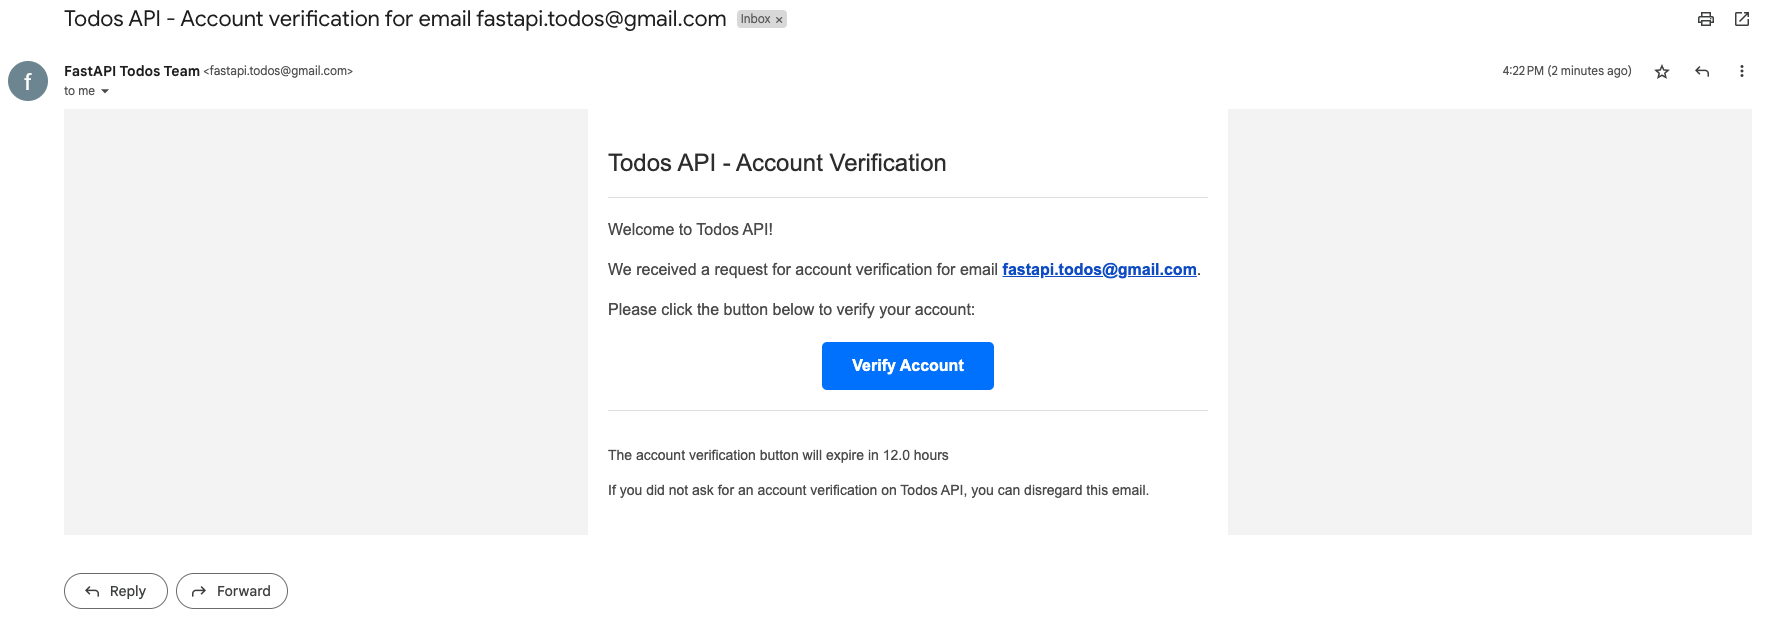 Todos API - Account verification for email fastapi.todos@gmail.com Inbox ×
f
FastAPI Todos Team <fastapi.todos@gmail.com> 4:22 PM (2 minutes ago)
to me
Todos API - Account Verification
Welcome to Todos API!
We received a request for account verification for email fastapi.todos@gmail.com.
Please click the button below to verify your account:
Verify Account
The account verification button will expire in 12.0 hours
If you did not ask for an account verification on Todos API, you can disregard this email.
Reply Forward